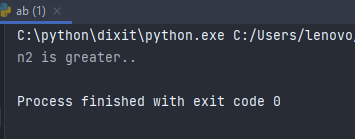 ab (1) ×
C:\python\dixit\python.exe C:/Users/lenovo/
n2 is greater..
Process finished with exit code 0